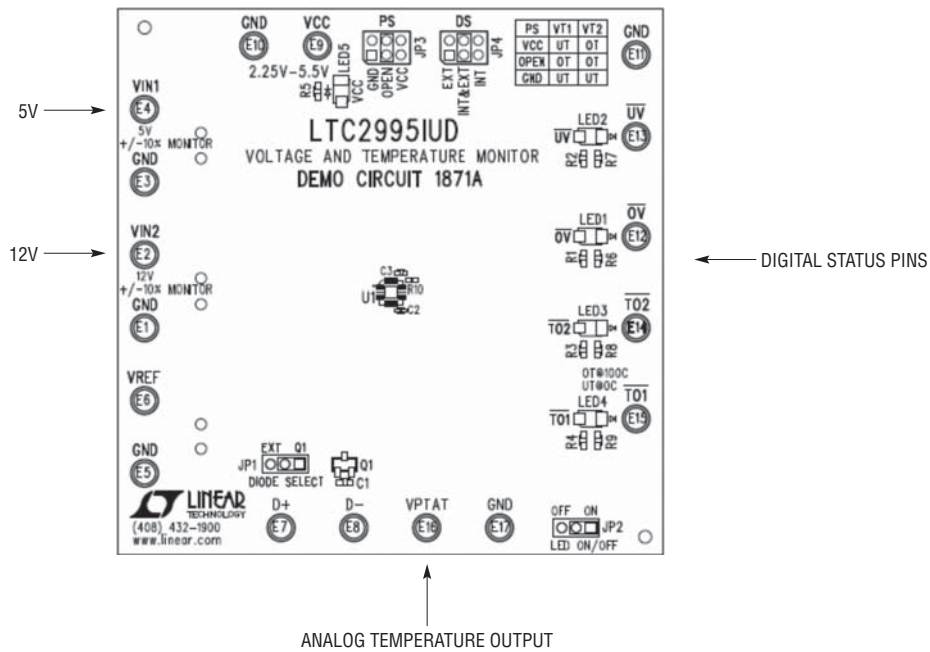 GND
E10
VCC
E9
2.25V-5.5V
R5
LED5
VCC
PS
JP3
GND
OPEN
VCC
DS
JP4
EXT
INT&EXT
INT
PS VT1 VT2
VCC UT OT
OPEN OT OT
GND UT UT
GND
E11
5V
VIN1
E4
5V
+/-10% MONITOR
GND
E3
LTC2995IUD
VOLTAGE AND TEMPERATURE MONITOR
DEMO CIRCUIT 1871A
LED2
UV
UV
E13
R2
R7
12V
VIN2
E2
12V
+/-10% MONITOR
GND
E1
C3
R10
U1
C2
LED1
OV
OV
E12
R1
R6
DIGITAL STATUS PINS
LED3
TO2
TO2
E14
R3
R8
OT@100C
UT@0C
LED4
TO1
TO1
E15
R4
R9
VREF
E6
GND
E5
EXT Q1
JP1
DIODE SELECT
Q1
C1
LINEAR
TECHNOLOGY
(408) 432-1900
www.linear.com
D+
E7
D-
E8
VPTAT
E16
GND
E17
OFF ON
JP2
LED ON/OFF
ANALOG TEMPERATURE OUTPUT